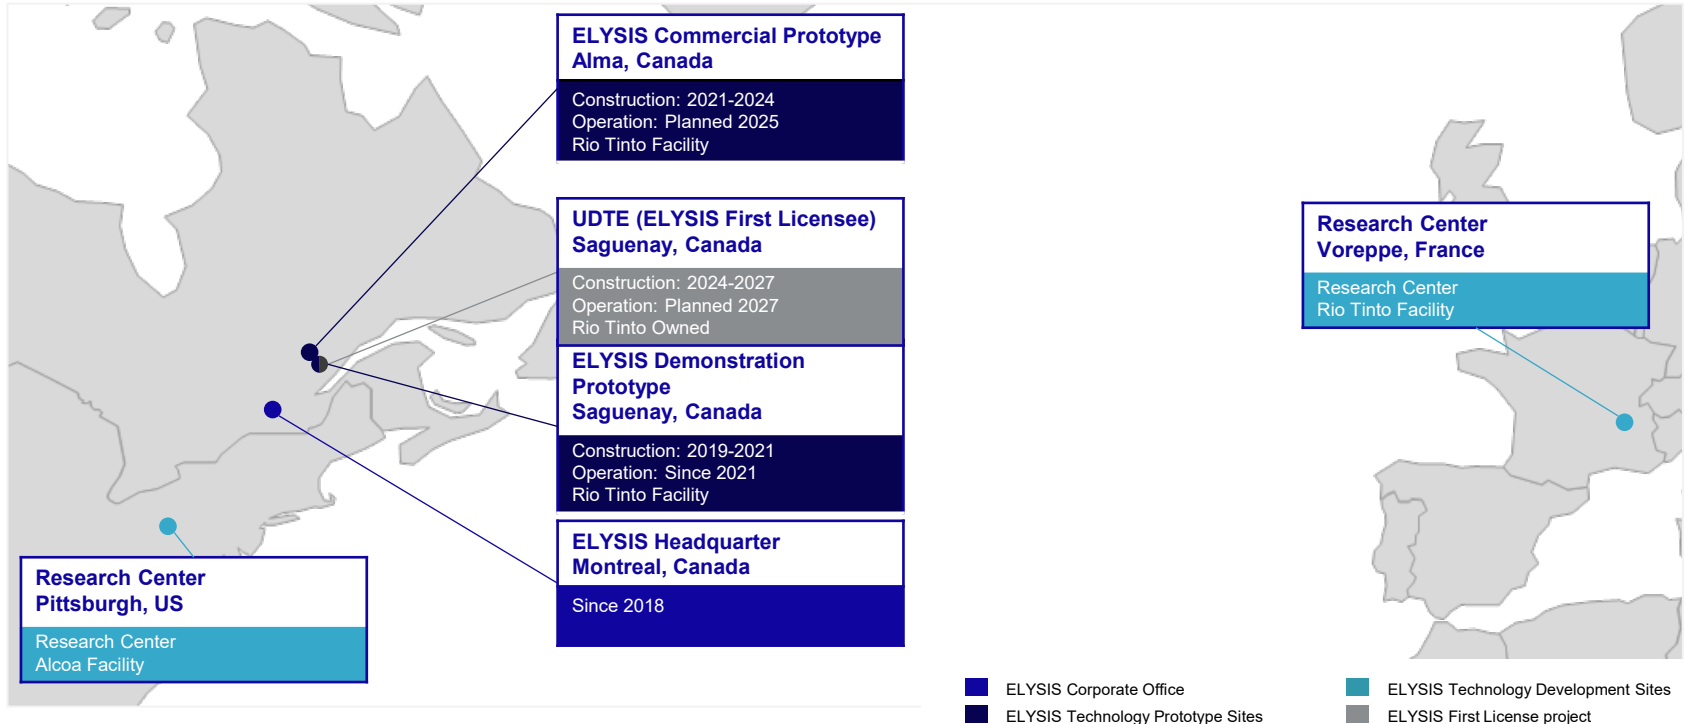 ELYSIS Commercial Prototype
Alma, Canada
Construction: 2021-2024
Operation: Planned 2025
Rio Tinto Facility
UDTE (ELYSIS First Licensee)
Saguenay, Canada
Construction: 2024-2027
Operation: Planned 2027
Rio Tinto Owned
ELYSIS Demonstration
Prototype
Saguenay, Canada
Construction: 2019-2021
Operation: Since 2021
Rio Tinto Facility
ELYSIS Headquarter
Montreal, Canada
Since 2018
Research Center
Pittsburgh, US
Research Center
Alcoa Facility
Research Center
Voreppe, France
Research Center
Rio Tinto Facility
ELYSIS Corporate Office
ELYSIS Technology Prototype Sites
ELYSIS Technology Development Sites
ELYSIS First License project